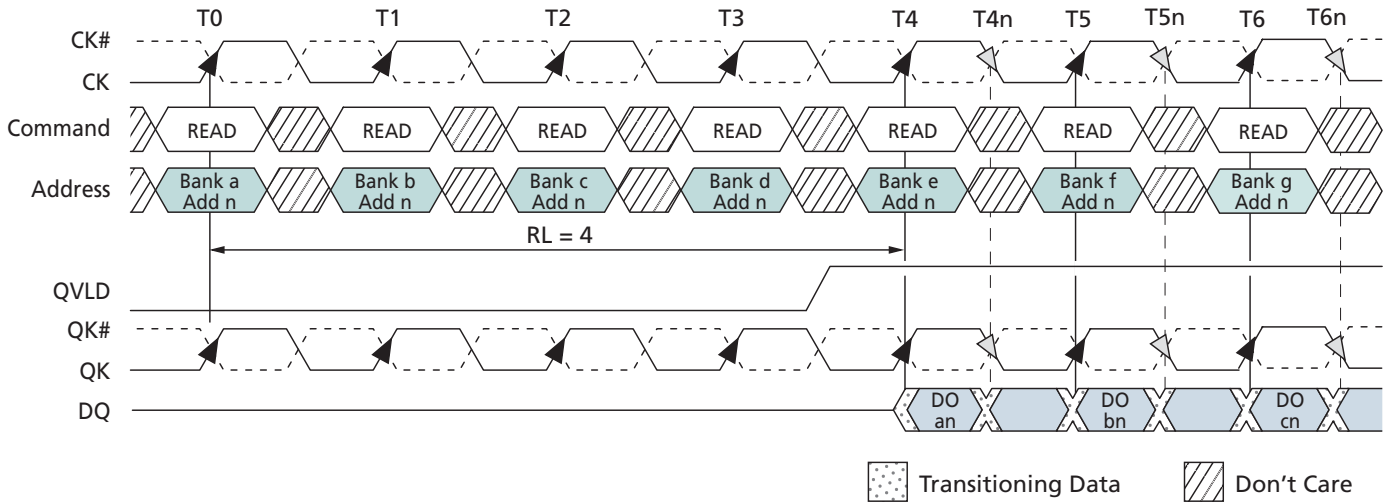 T0 T1 T2 T3 T4 T4n T5 T5n T6 T6n
CK#
CK
Command READ READ READ READ READ READ READ
Address Bank a Bank b Bank c Bank d Bank e Bank f Bank g
Add n Add n Add n Add n Add n Add n Add n
RL = 4
QVLD
QK#
QK
DQ DO DO DO
an bn cn
Transitioning Data Don't Care